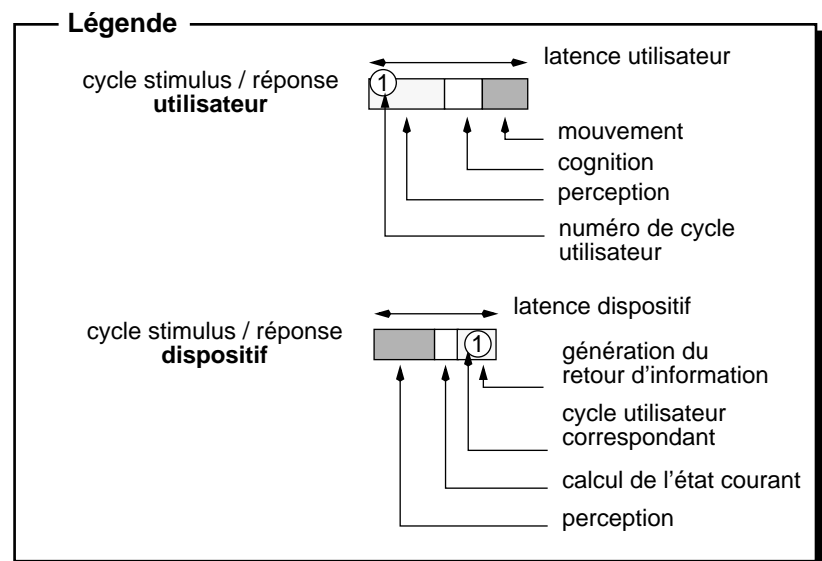 Légende
latence utilisateur
cycle stimulus / réponse
utilisateur
1
mouvement
cognition
perception
numéro de cycle
utilisateur
latence dispositif
cycle stimulus / réponse
dispositif
1
génération du
retour d'information
cycle utilisateur
correspondant
calcul de l'état courant
perception